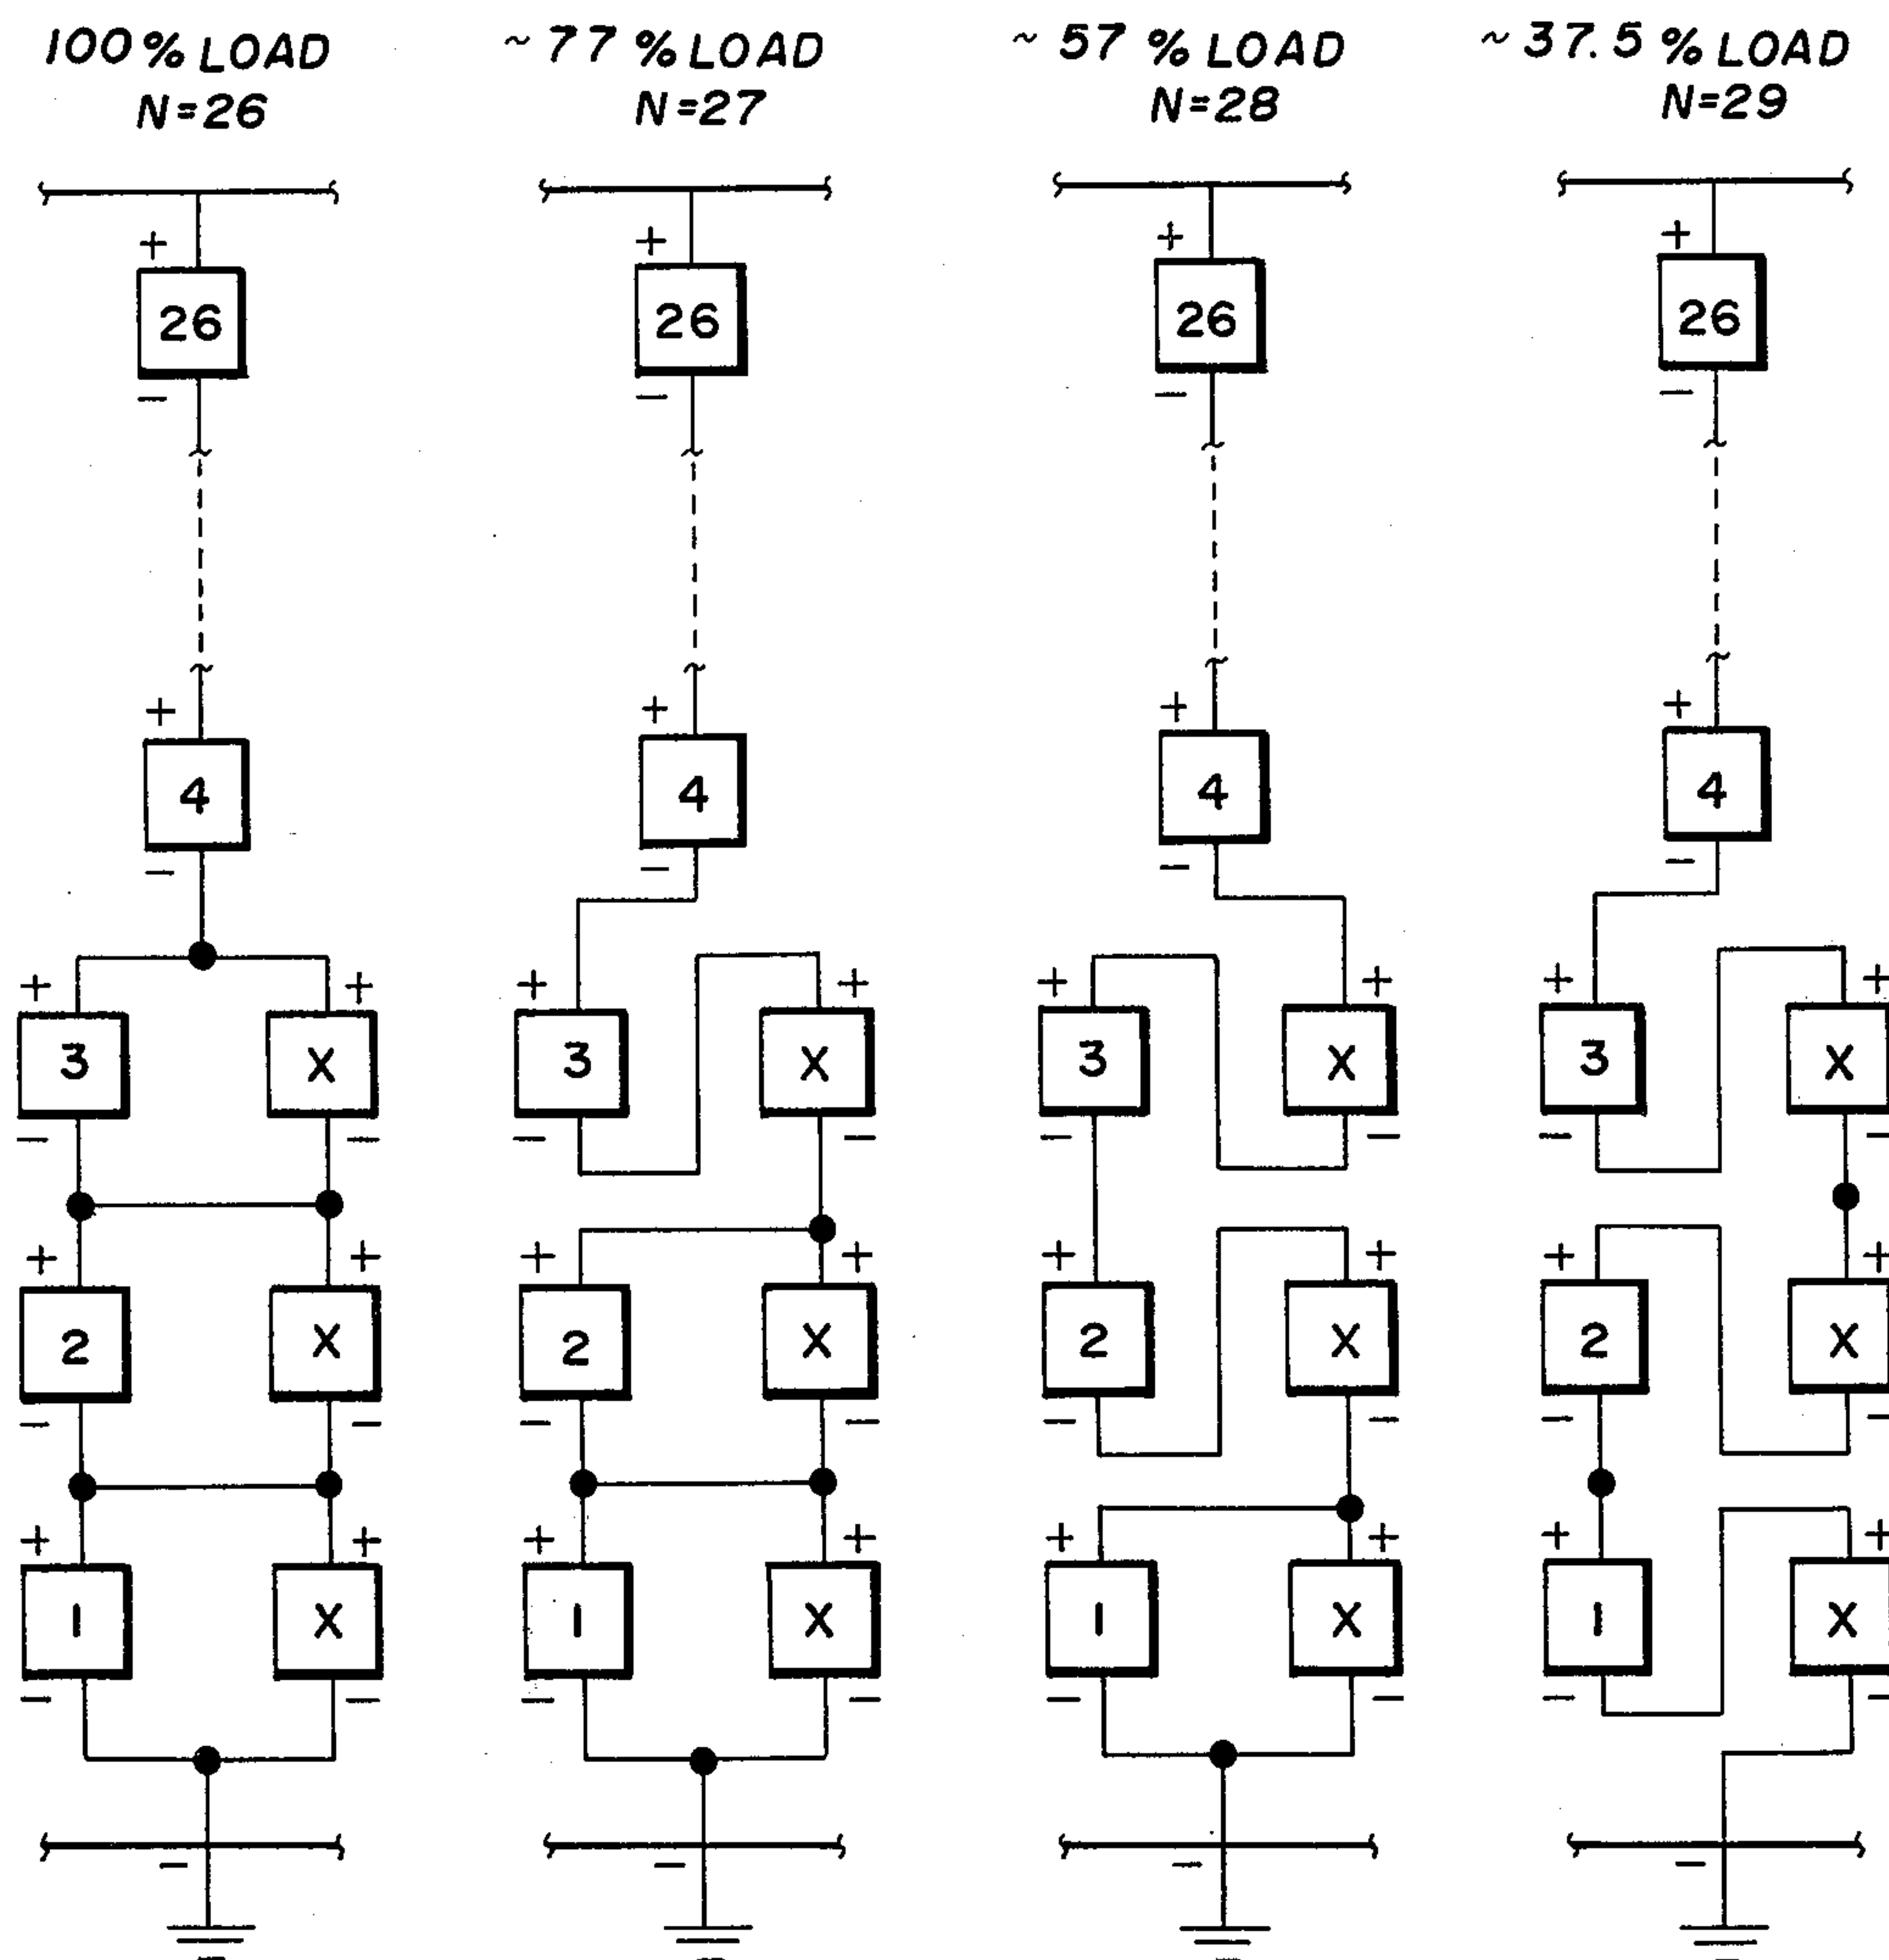 100% LOAD
N=26
~77% LOAD
N=27
~57% LOAD
N=28
~37.5% LOAD
N=29
+ + + +
26 26 26 26
− − − −
+ + + +
4 4 4 4
− − − −
+ + + + + + + +
3 X 3 X 3 X 3 X
− − − − − − − −
+ + + + + + + +
2 X 2 X 2 X 2 X
− − − − − − − −
+ + + + + + + +
1 X 1 X 1 X 1 X
− − − − − − − −
− − − −